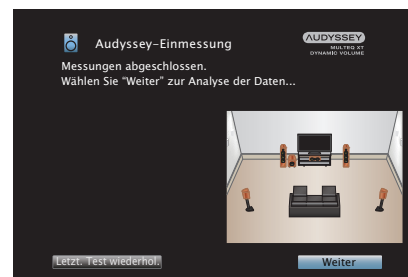 Audyssey-Einmessung
AUDYSSEY
MULTEQ XT
DYNAMIC VOLUME
Messungen abgeschlossen.
Wählen Sie “Weiter” zur Analyse der Daten...
Letzt. Test wiederhol.
Weiter